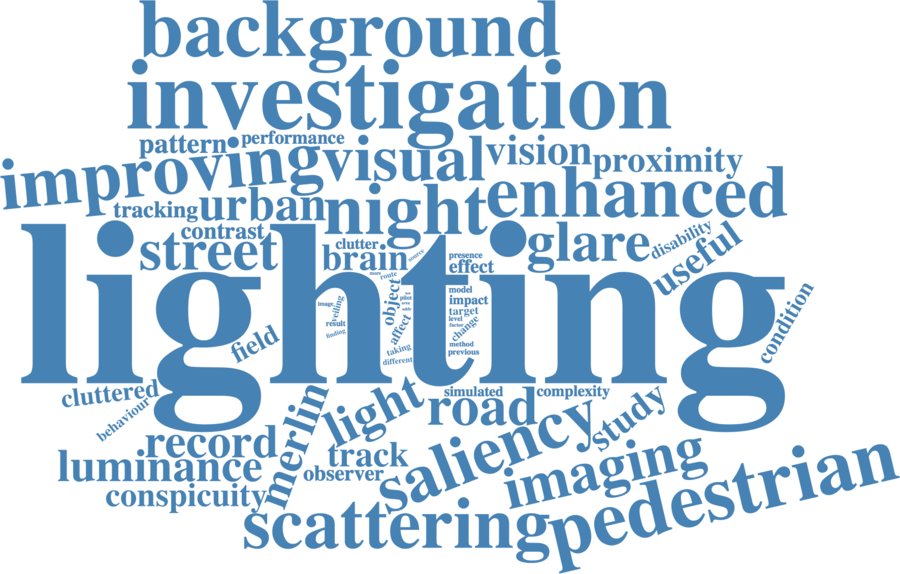 background
investigation
pattern
performance
improving
visual
vision
proximity
tracking
urban
night
enhanced
contrast
street
clutter
brain
source
presence
effect
glare
disability
useful
lighting
more
route
object
pilot
area
model
impact
target
level
factor
change
image
veiling
result
finding
affect
taking
different
method
previous
condition
field
cluttered
behaviour
simulated
complexity
light
road
merlin
record
track
observer
saliency
study
luminance
conspicuity
imaging
scattering
pedestrian